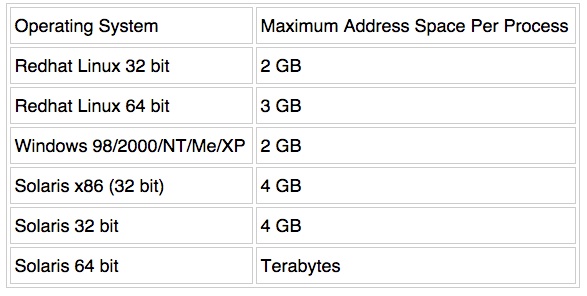 Operating System Maximum Address Space Per Process
Redhat Linux 32 bit 2 GB
Redhat Linux 64 bit 3 GB
Windows 98/2000/NT/Me/XP 2 GB
Solaris x86 (32 bit) 4 GB
Solaris 32 bit 4 GB
Solaris 64 bit Terabytes